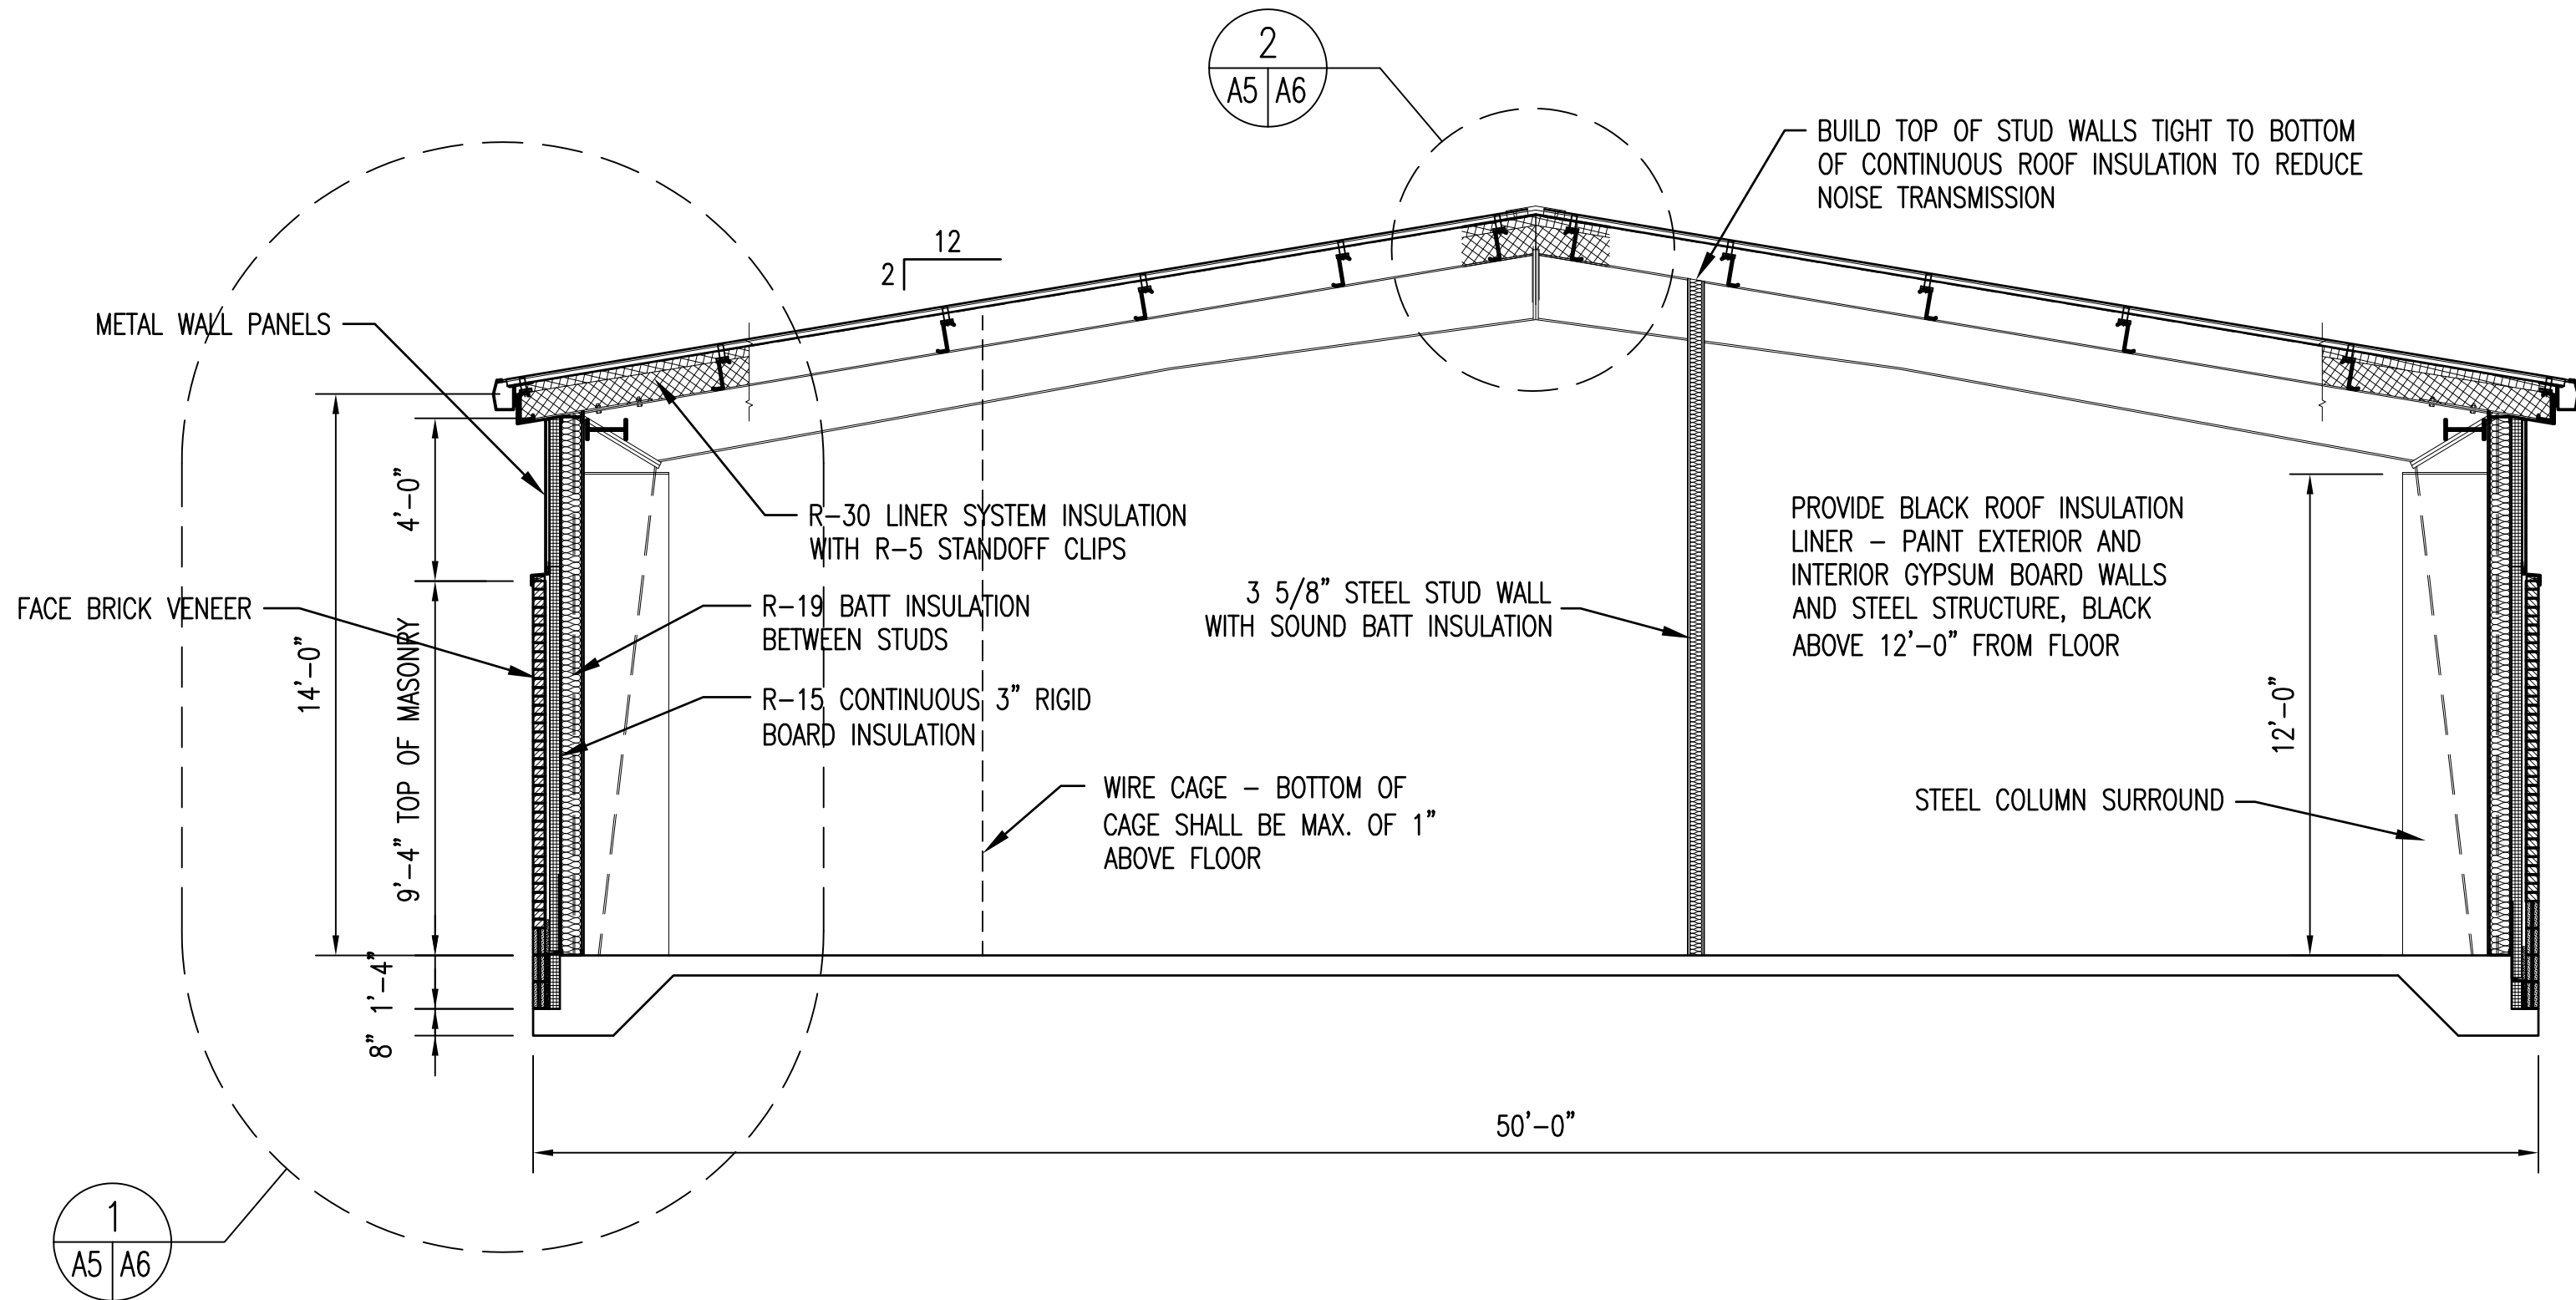 2
A5 A6
BUILD TOP OF STUD WALLS TIGHT TO BOTTOM
OF CONTINUOUS ROOF INSULATION TO REDUCE
NOISE TRANSMISSION
12
2
METAL WALL PANELS
4'-0"
R-30 LINER SYSTEM INSULATION
WITH R-5 STANDOFF CLIPS
PROVIDE BLACK ROOF INSULATION
LINER - PAINT EXTERIOR AND
INTERIOR GYPSUM BOARD WALLS
AND STEEL STRUCTURE, BLACK
ABOVE 12'-0" FROM FLOOR
FACE BRICK VENEER
R-19 BATT INSULATION
BETWEEN STUDS
3 5/8" STEEL STUD WALL
WITH SOUND BATT INSULATION
14'-0"
9'-4" TOP OF MASONRY
R-15 CONTINUOUS 3" RIGID
BOARD INSULATION
12'-0"
WIRE CAGE - BOTTOM OF
CAGE SHALL BE MAX. OF 1"
ABOVE FLOOR
STEEL COLUMN SURROUND
1'-4"
8"
50'-0"
1
A5 A6